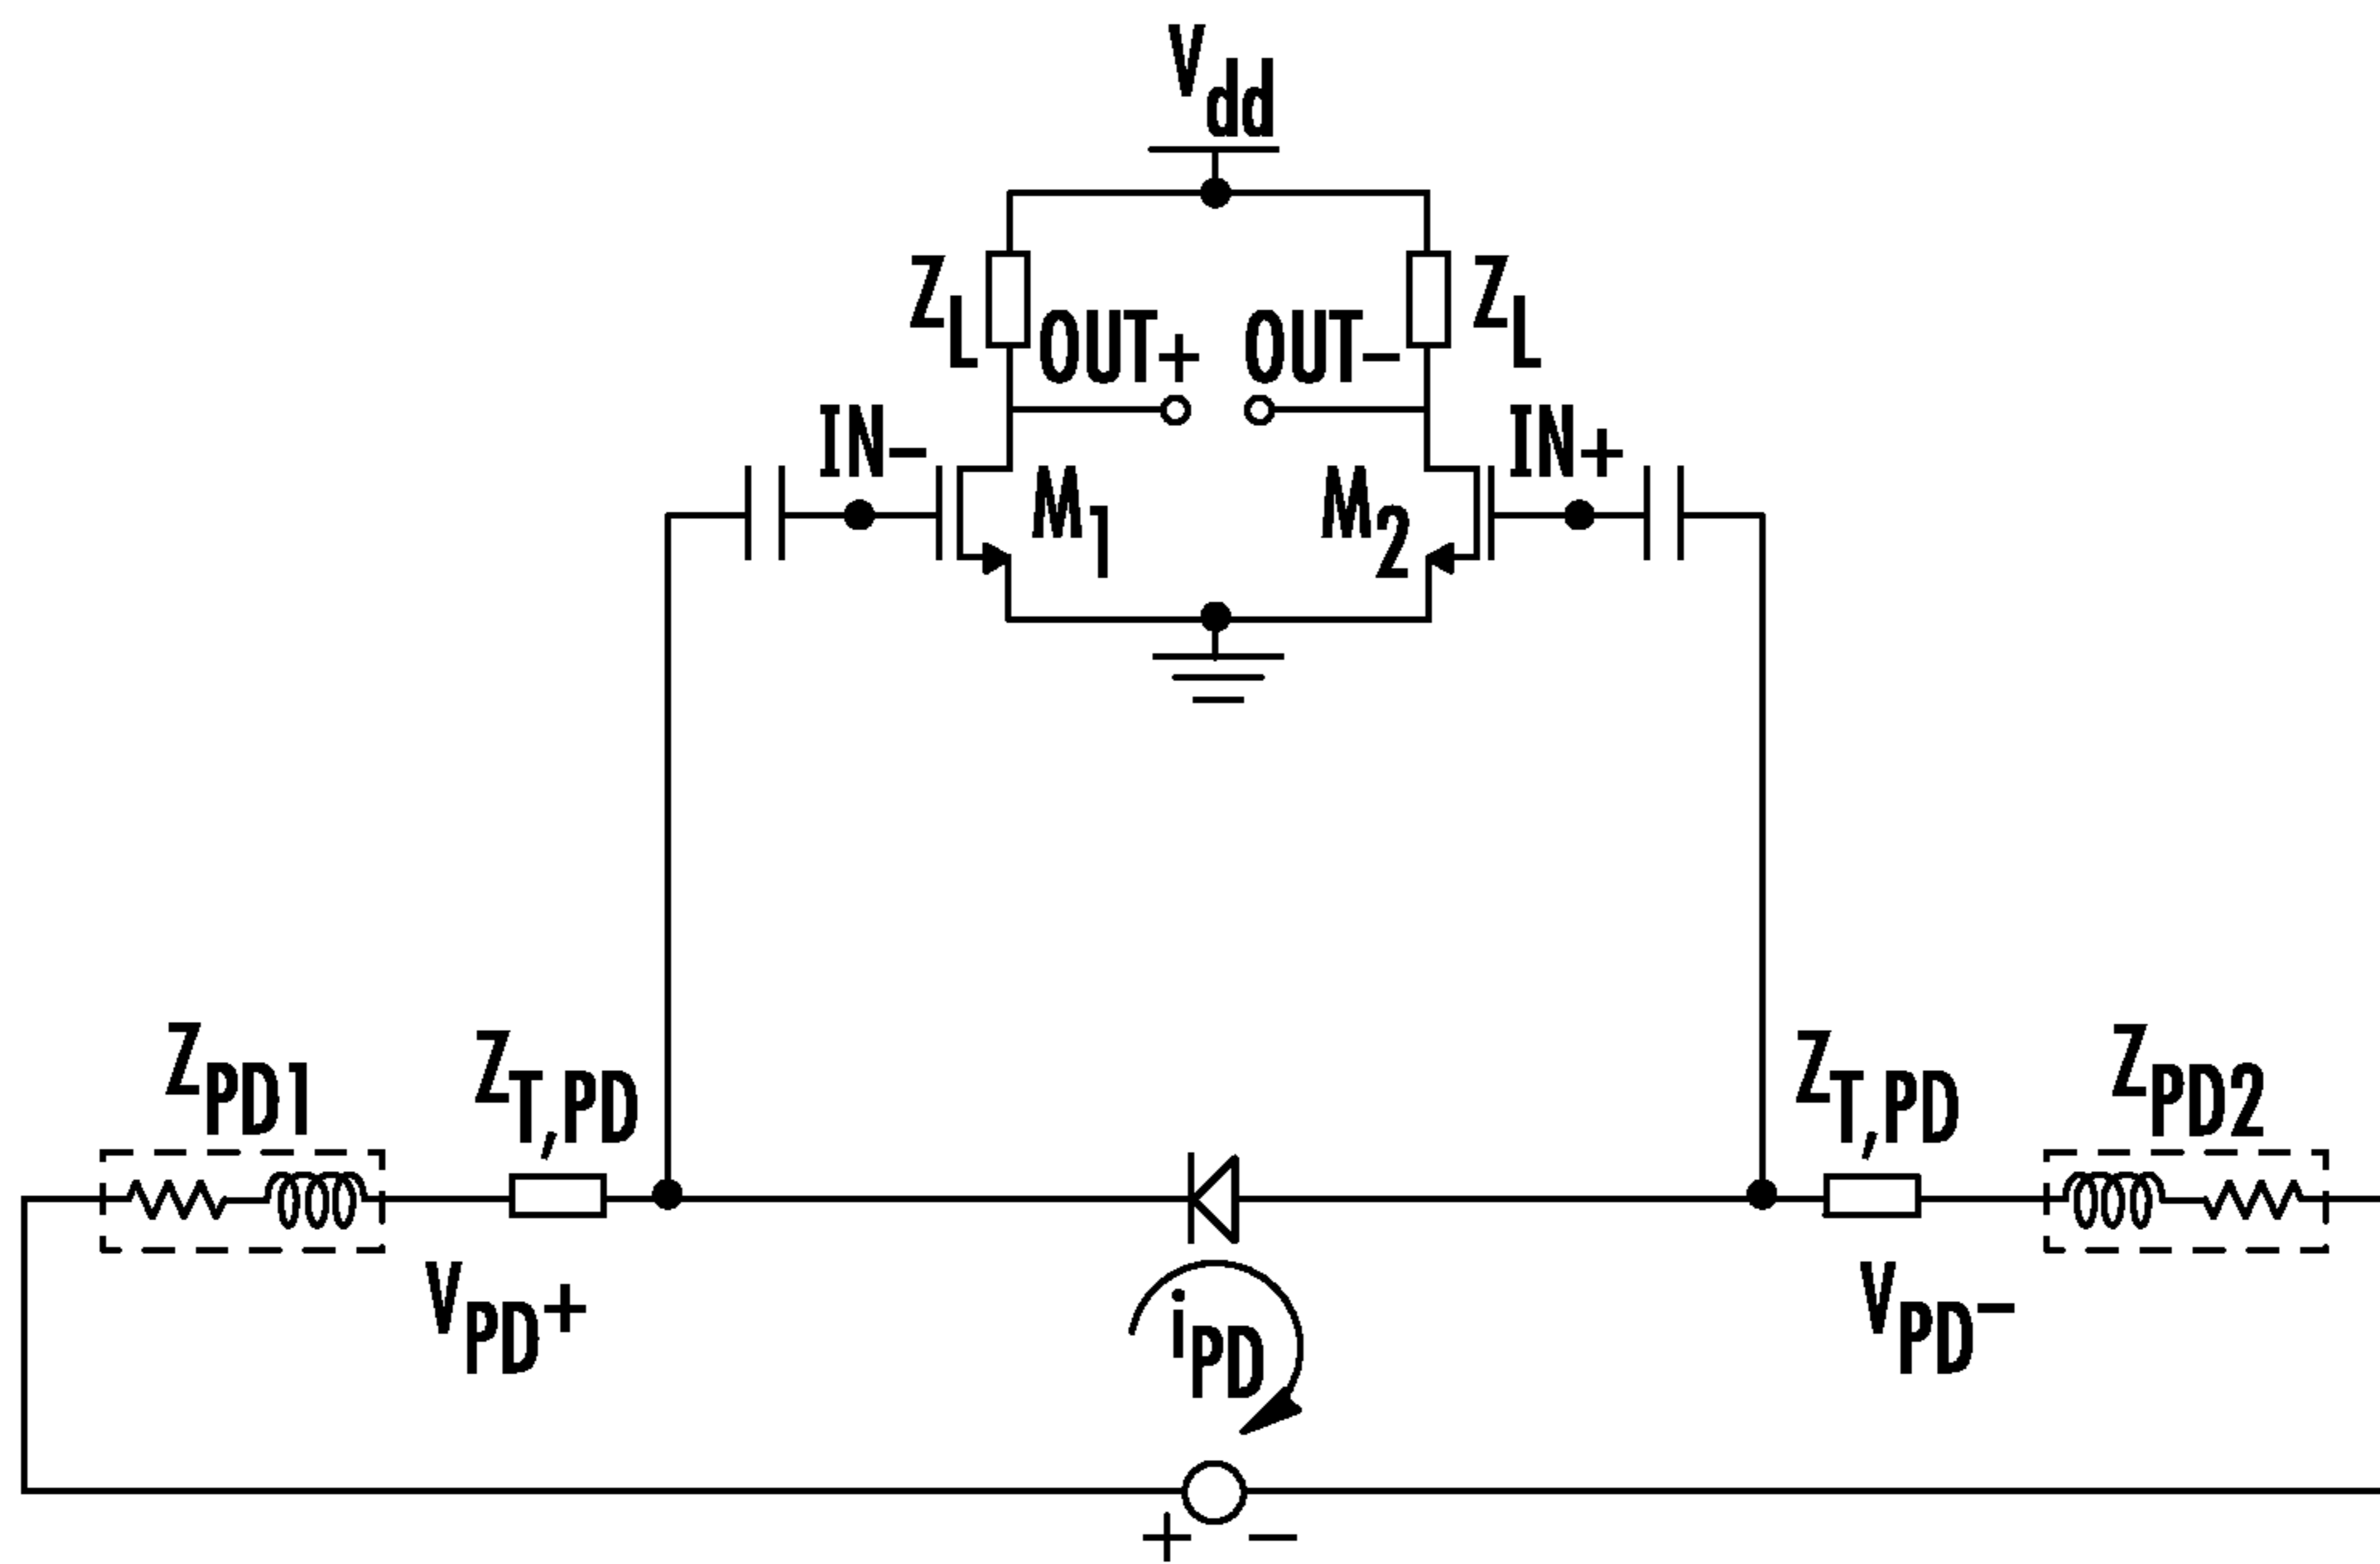 Vdd
ZL OUT+ OUT- ZL
IN- M1 M2 IN+
ZPD1 ZT,PD ZT,PD ZPD2
VPD+ iPD VPD-
+ -